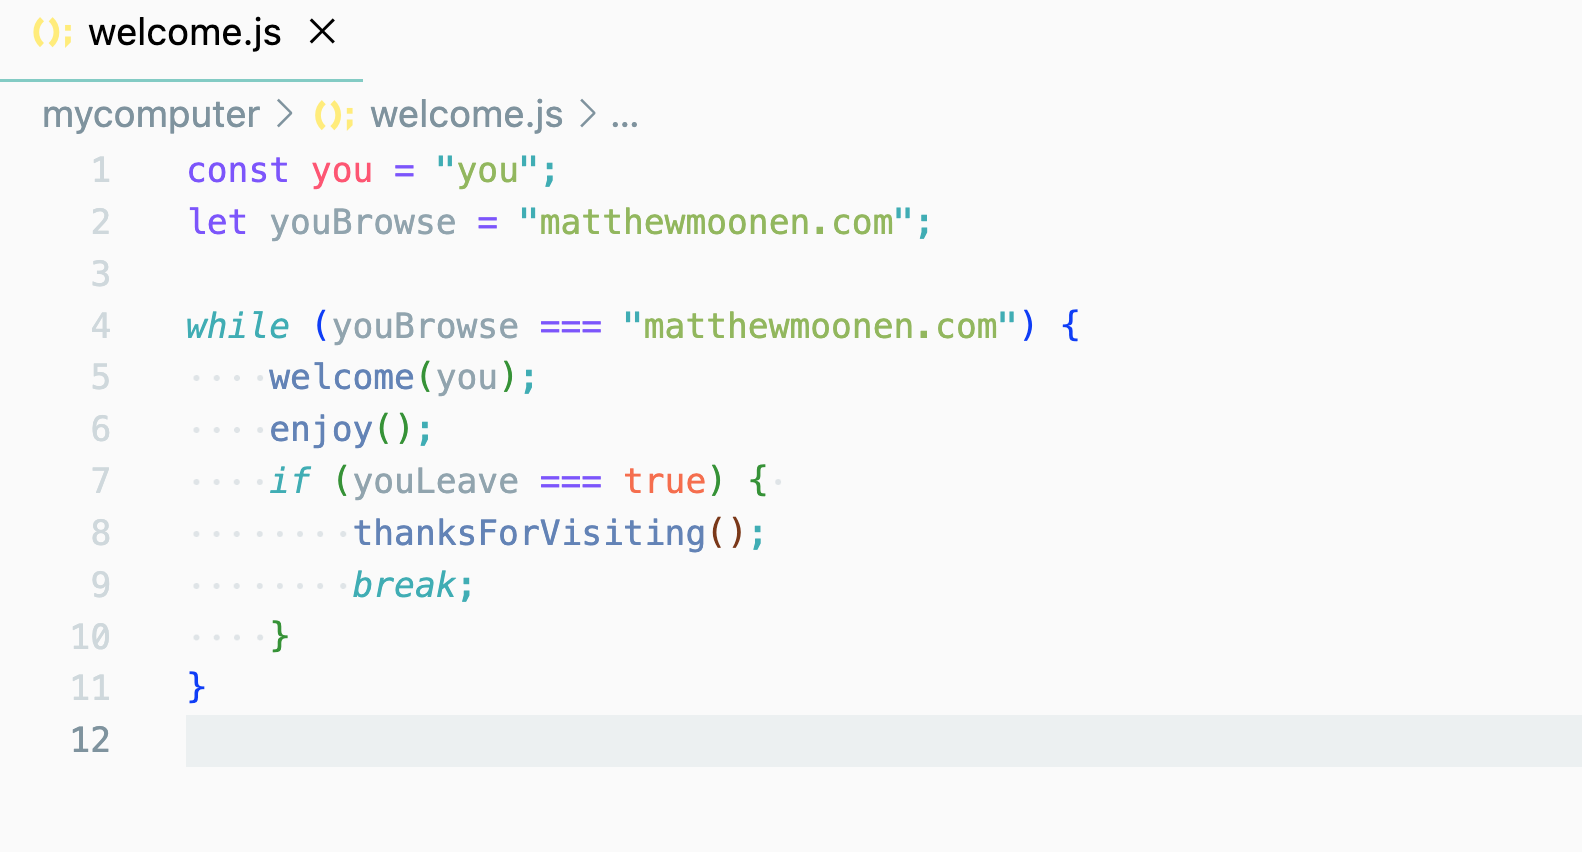 welcome.js
mycomputer > welcome.js > ...
1 const you = "you";
2 let youBrowse = "matthewmoonen.com";
3
4 while (youBrowse === "matthewmoonen.com") {
5     welcome(you);
6     enjoy();
7     if (youLeave === true) {
8         thanksForVisiting();
9         break;
10     }
11 }
12